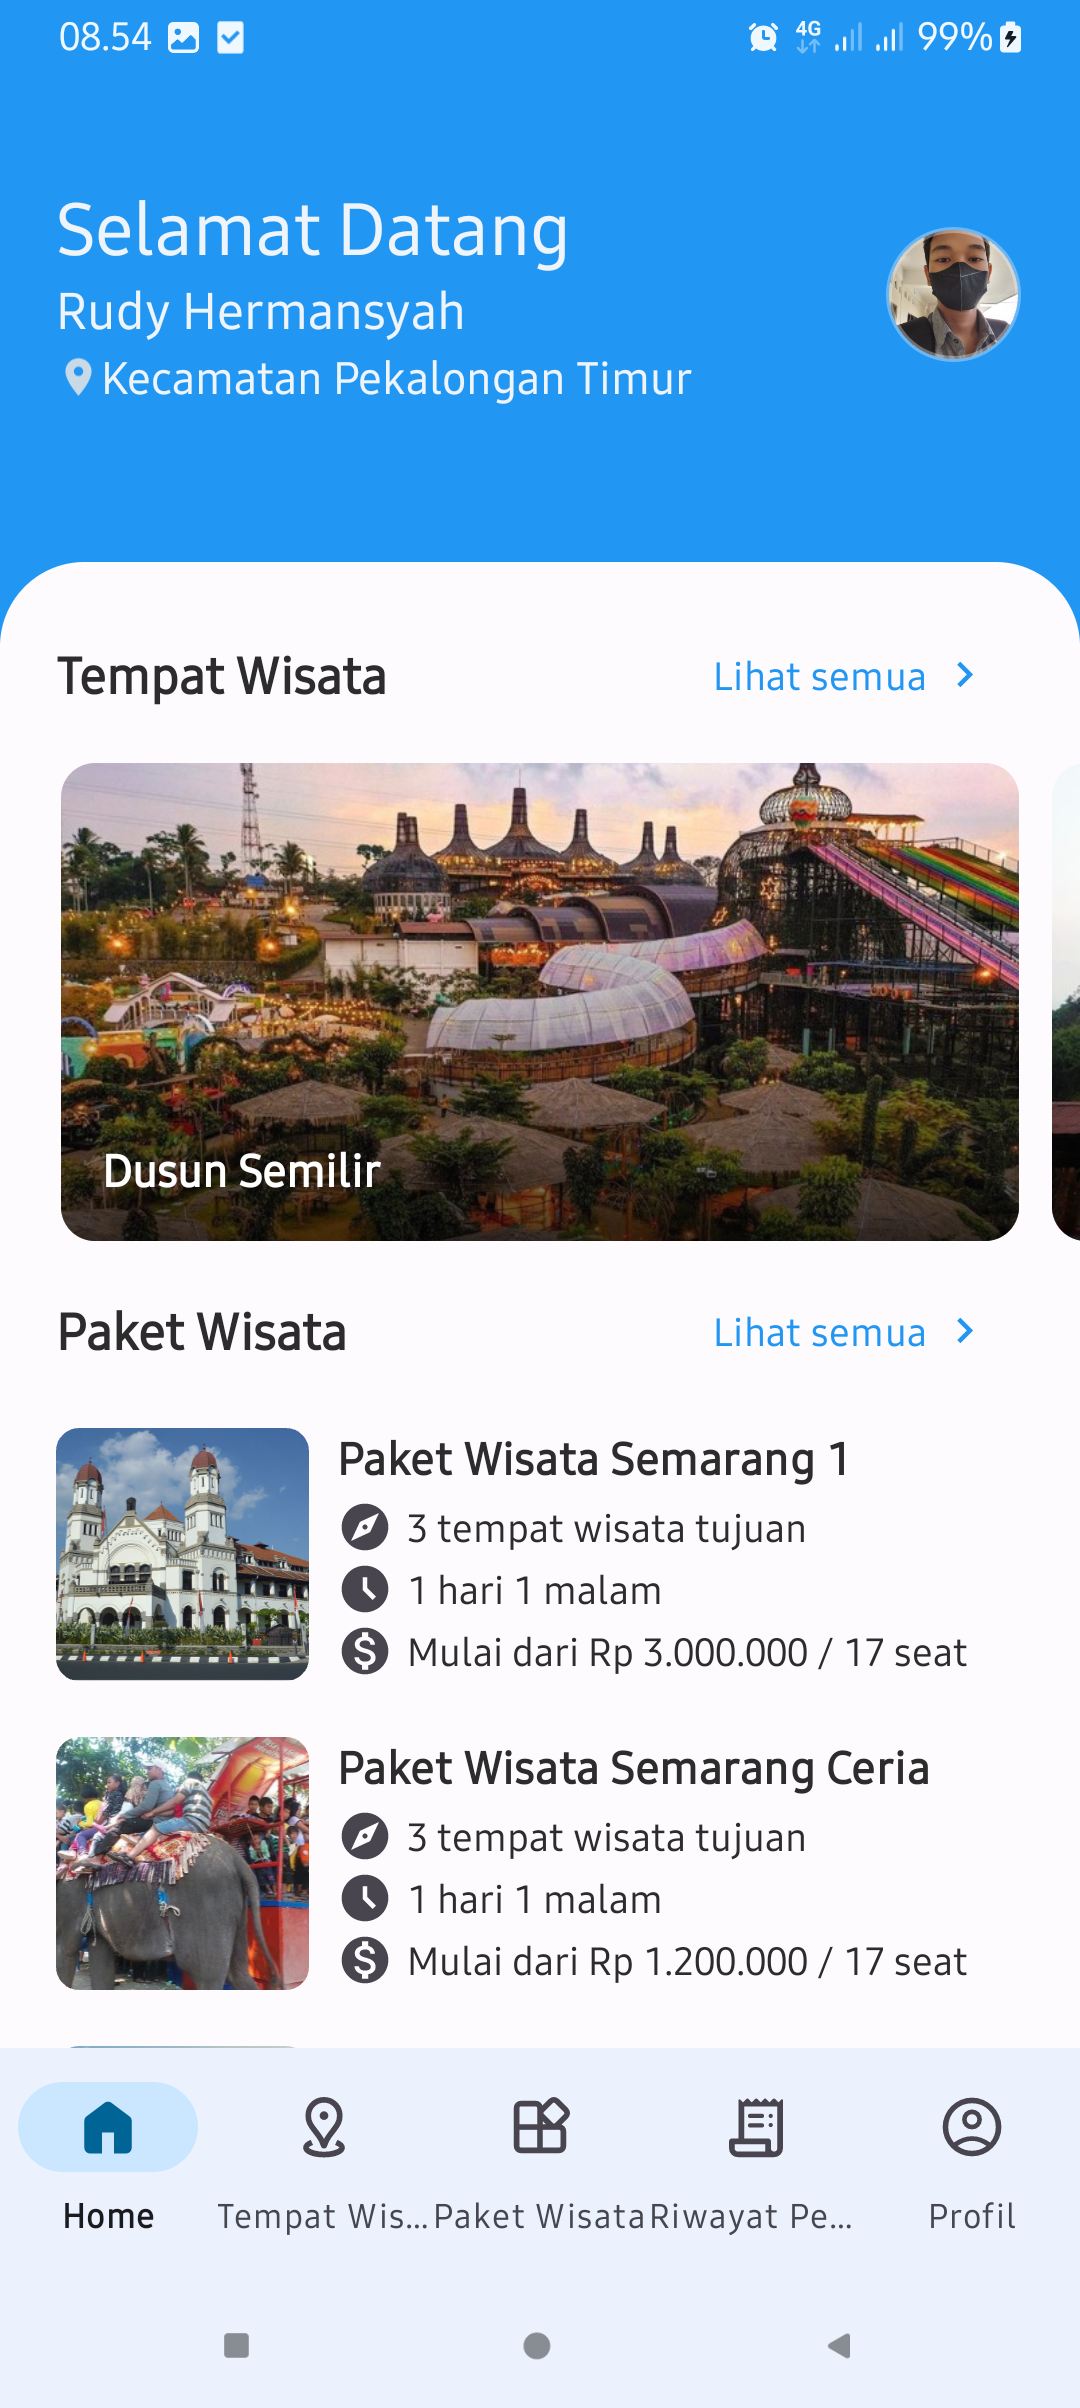 08.54
4G
99%
Selamat Datang
Rudy Hermansyah
Kecamatan Pekalongan Timur
Tempat Wisata
Lihat semua
Dusun Semilir
Paket Wisata
Lihat semua
Paket Wisata Semarang 1
3 tempat wisata tujuan
1 hari 1 malam
Mulai dari Rp 3.000.000 / 17 seat
Paket Wisata Semarang Ceria
3 tempat wisata tujuan
1 hari 1 malam
Mulai dari Rp 1.200.000 / 17 seat
Home
Tempat Wis...
Paket Wisata
Riwayat Pe...
Profil